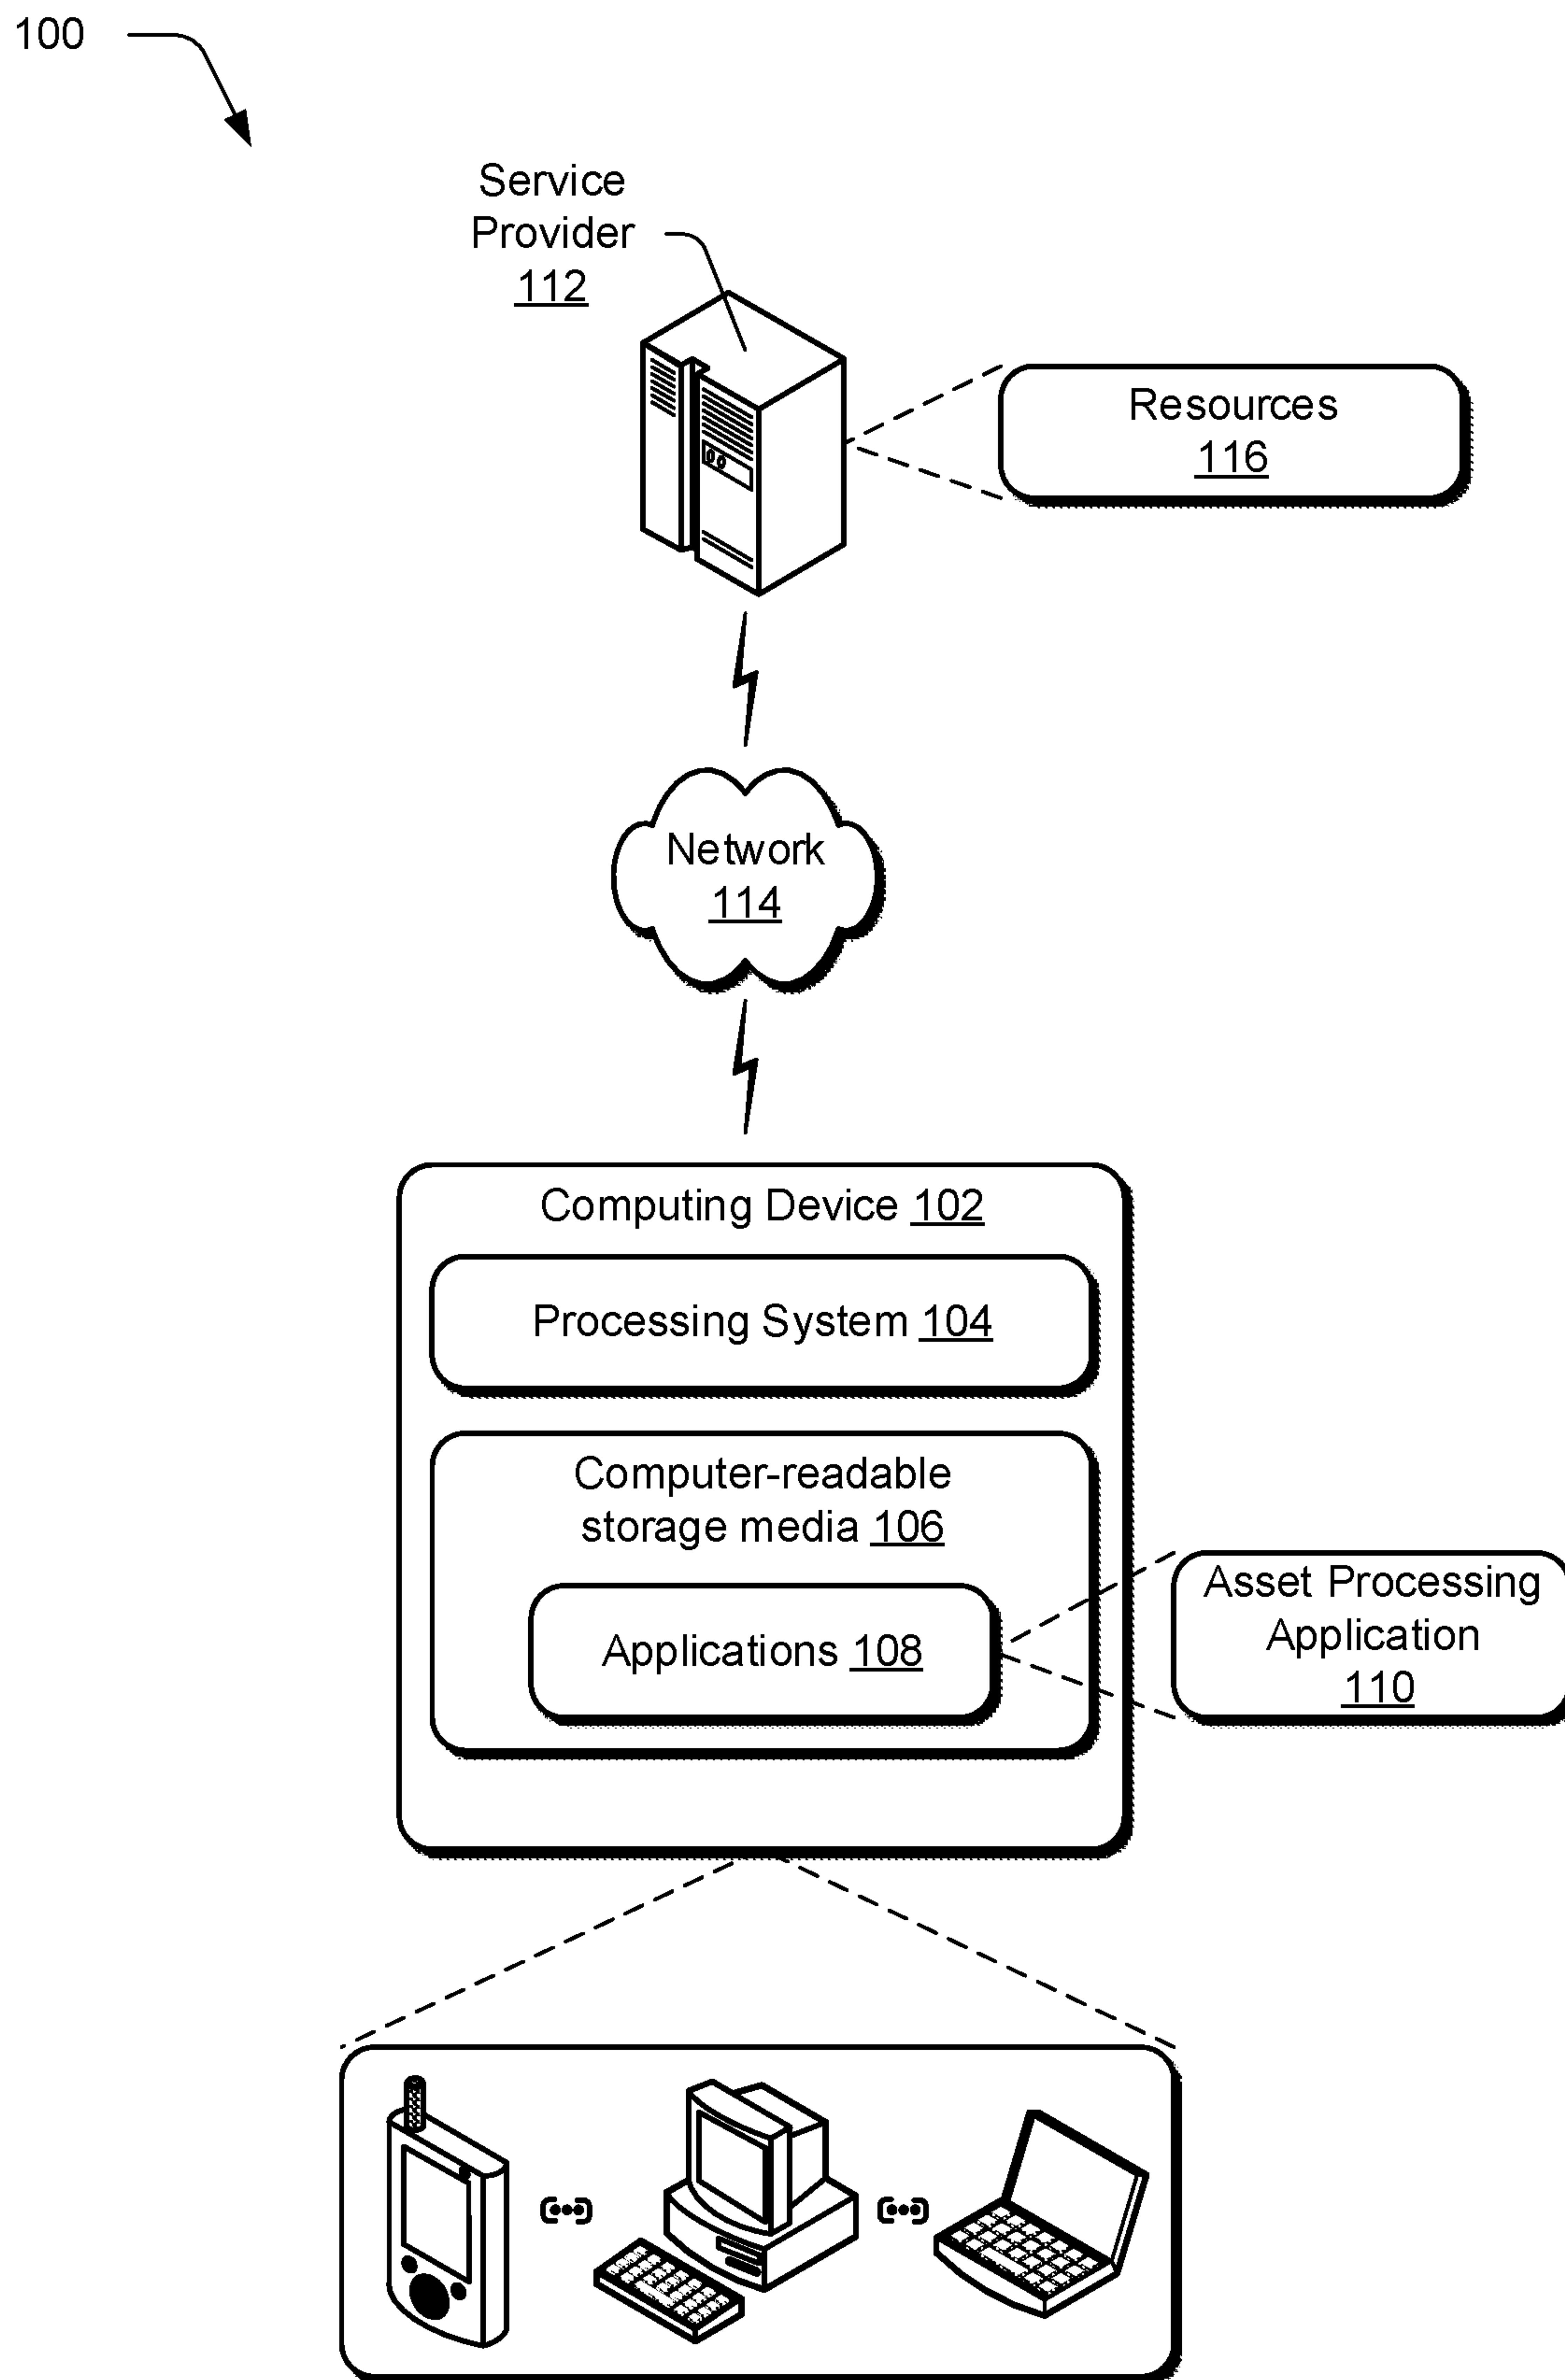 100
Service
Provider
112
Resources
116
Network
114
Computing Device 102
Processing System 104
Computer-readable
storage media 106
Applications 108
Asset Processing
Application
110